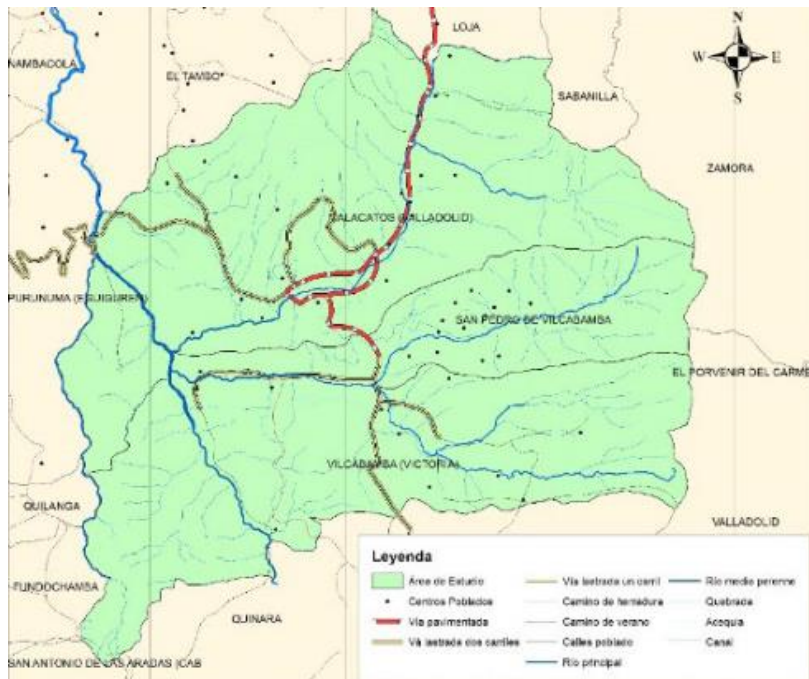 LOJA
NAMBACOLA
N
W E
S
EL TAMBO*
SABANILLA
ZAMORA
MALACATOS (VALLADOLID)
PURUNUMA (EGUIGUREN)
SAN PEDRO DE VILCABAMBA
EL PORVENIR DEL CARME
VILCABAMBA (VICTORIA)
QUILANGA
VALLADOLID
FUNDOCHAMBA
QUINARA
SAN ANTONIO DE LAS ARADAS (CAB
Leyenda
Área de Estudio
Centros Poblados
Vía pavimentada
Vá lastrada dos carriles
Vía lastrada un carril
Camino de herradura
Camino de verano
Calles poblado
Río principal
Río medio perenne
Quebrada
Acequia
Canal